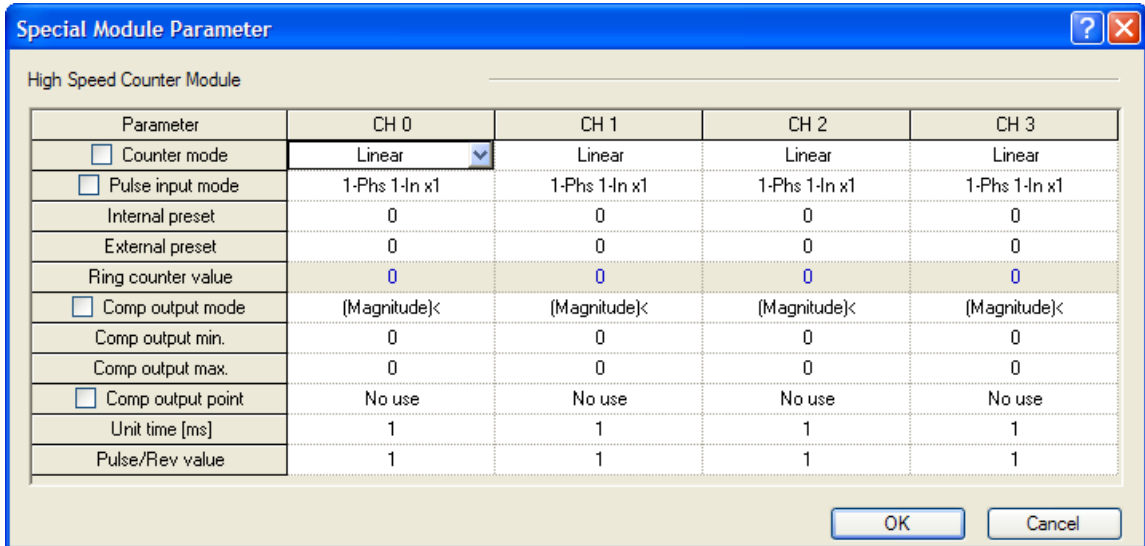 Special Module Parameter
High Speed Counter Module
Parameter CH 0 CH 1 CH 2 CH 3
Counter mode Linear Linear Linear Linear
Pulse input mode 1-Phs 1-In x1 1-Phs 1-In x1 1-Phs 1-In x1 1-Phs 1-In x1
Internal preset 0 0 0 0
External preset 0 0 0 0
Ring counter value 0 0 0 0
Comp output mode (Magnitude)< (Magnitude)< (Magnitude)< (Magnitude)<
Comp output min. 0 0 0 0
Comp output max. 0 0 0 0
Comp output point No use No use No use No use
Unit time [ms] 1 1 1 1
Pulse/Rev value 1 1 1 1
OK Cancel